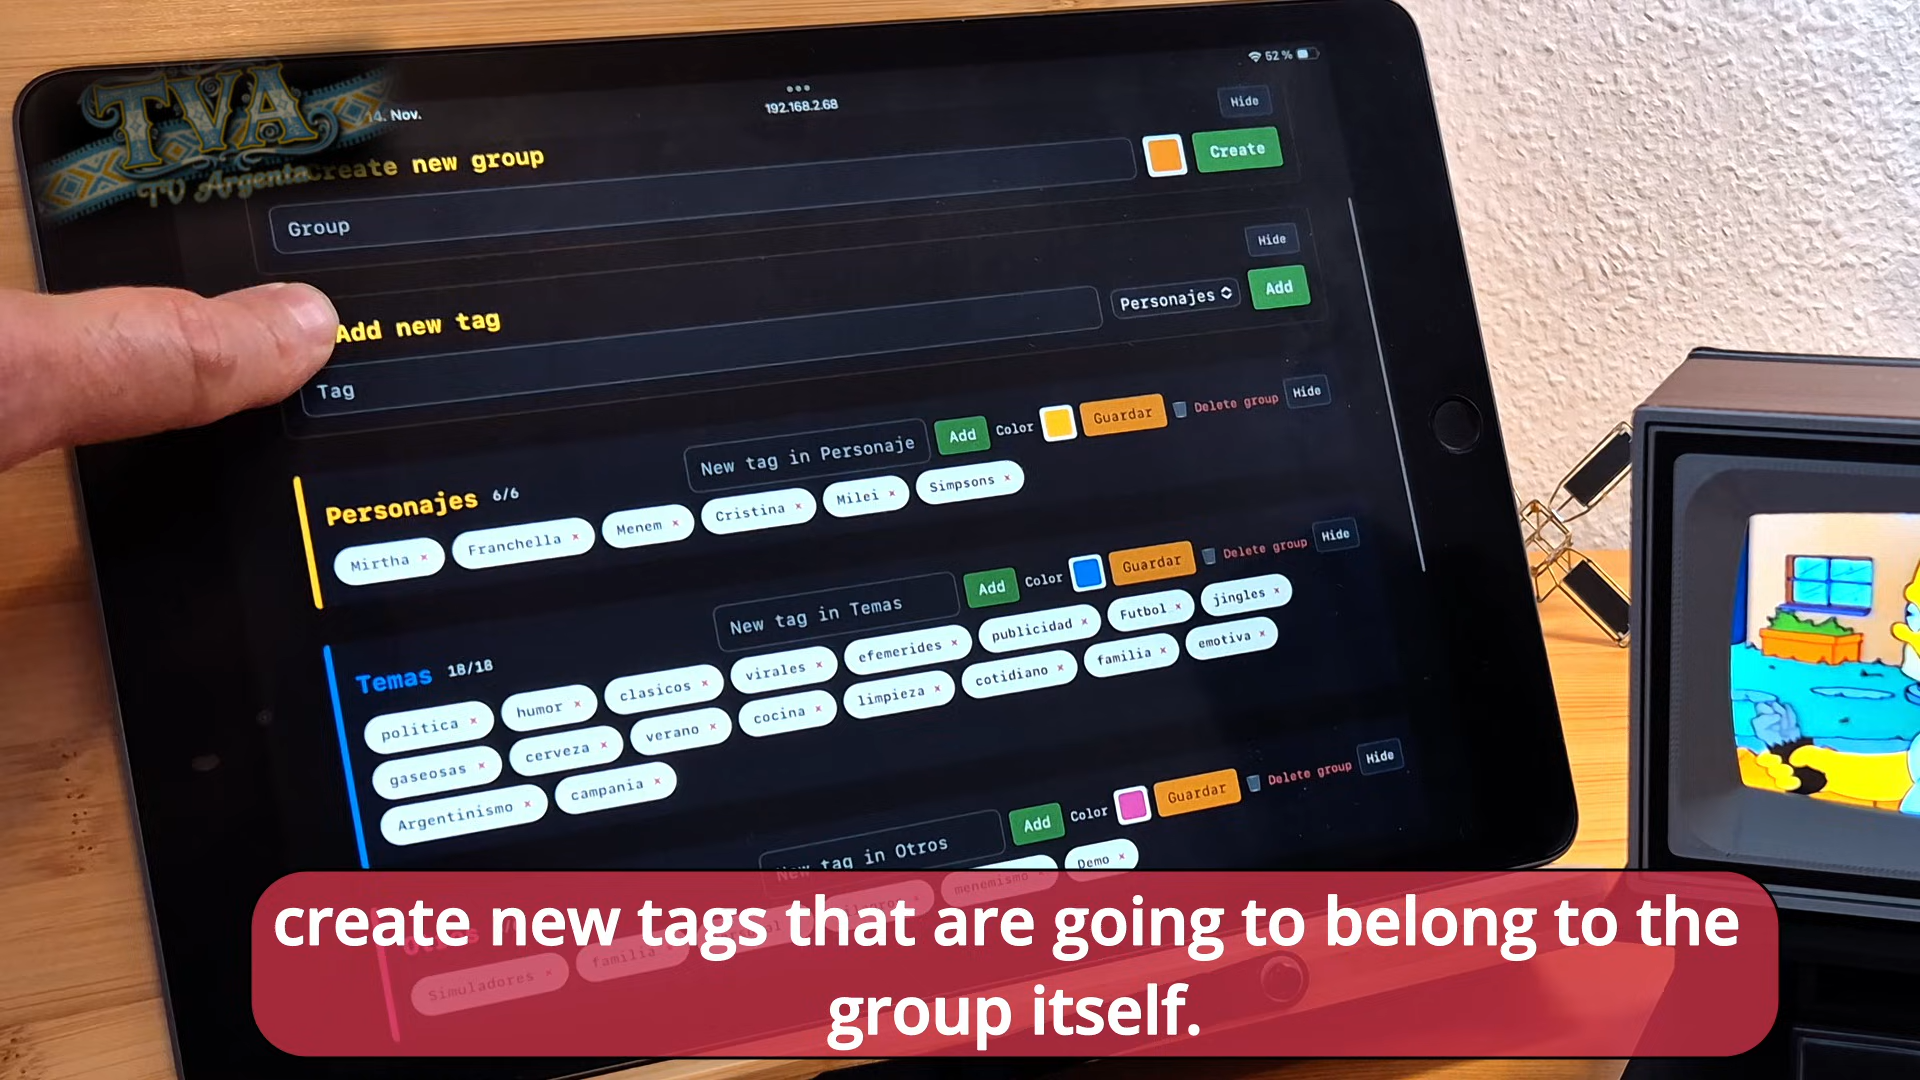 TVA
TV Argenta
14. Nov.
192.168.2.68
52 %
Hide
Create new group
Create
Group
Hide
Add new tag
Personajes
Add
Tag
New tag in Personaje
Add
Color
Guardar
Delete group
Hide
Personajes 6/6
Mirtha × Franchella × Menem × Cristina × Milei × Simpsons ×
New tag in Temas
Add
Color
Guardar
Delete group
Hide
Temas 18/18
politica × humor × clasicos × virales × efemerides × publicidad × Futbol × jingles ×
gaseosas × cerveza × verano × cocina × limpieza × cotidiano × familia × emotiva ×
Argentinismo × campania ×
New tag in Otros
Add
Color
Guardar
Delete group
Hide
Simuladores × familia menemismo Demo ×
create new tags that are going to belong to the
group itself.